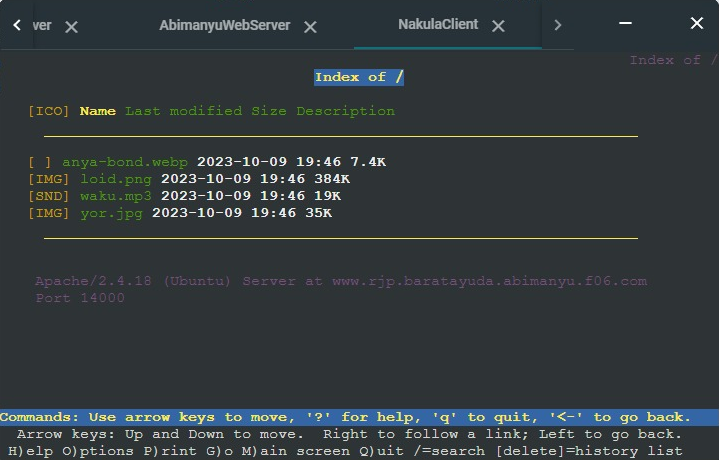 ver AbimanyuWebServer NakulaClient
Index of /
Index of /
[ICO] Name Last modified Size Description
[ ] anya-bond.webp 2023-10-09 19:46 7.4K
[IMG] loid.png 2023-10-09 19:46 384K
[SND] waku.mp3 2023-10-09 19:46 19K
[IMG] yor.jpg 2023-10-09 19:46 35K
Apache/2.4.18 (Ubuntu) Server at www.rjp.baratayuda.abimanyu.f06.com
Port 14000
Commands: Use arrow keys to move, '?' for help, 'q' to quit, '<-' to go back.
Arrow keys: Up and Down to move. Right to follow a link; Left to go back.
H)elp O)ptions P)rint G)o M)ain screen Q)uit /=search [delete]=history list